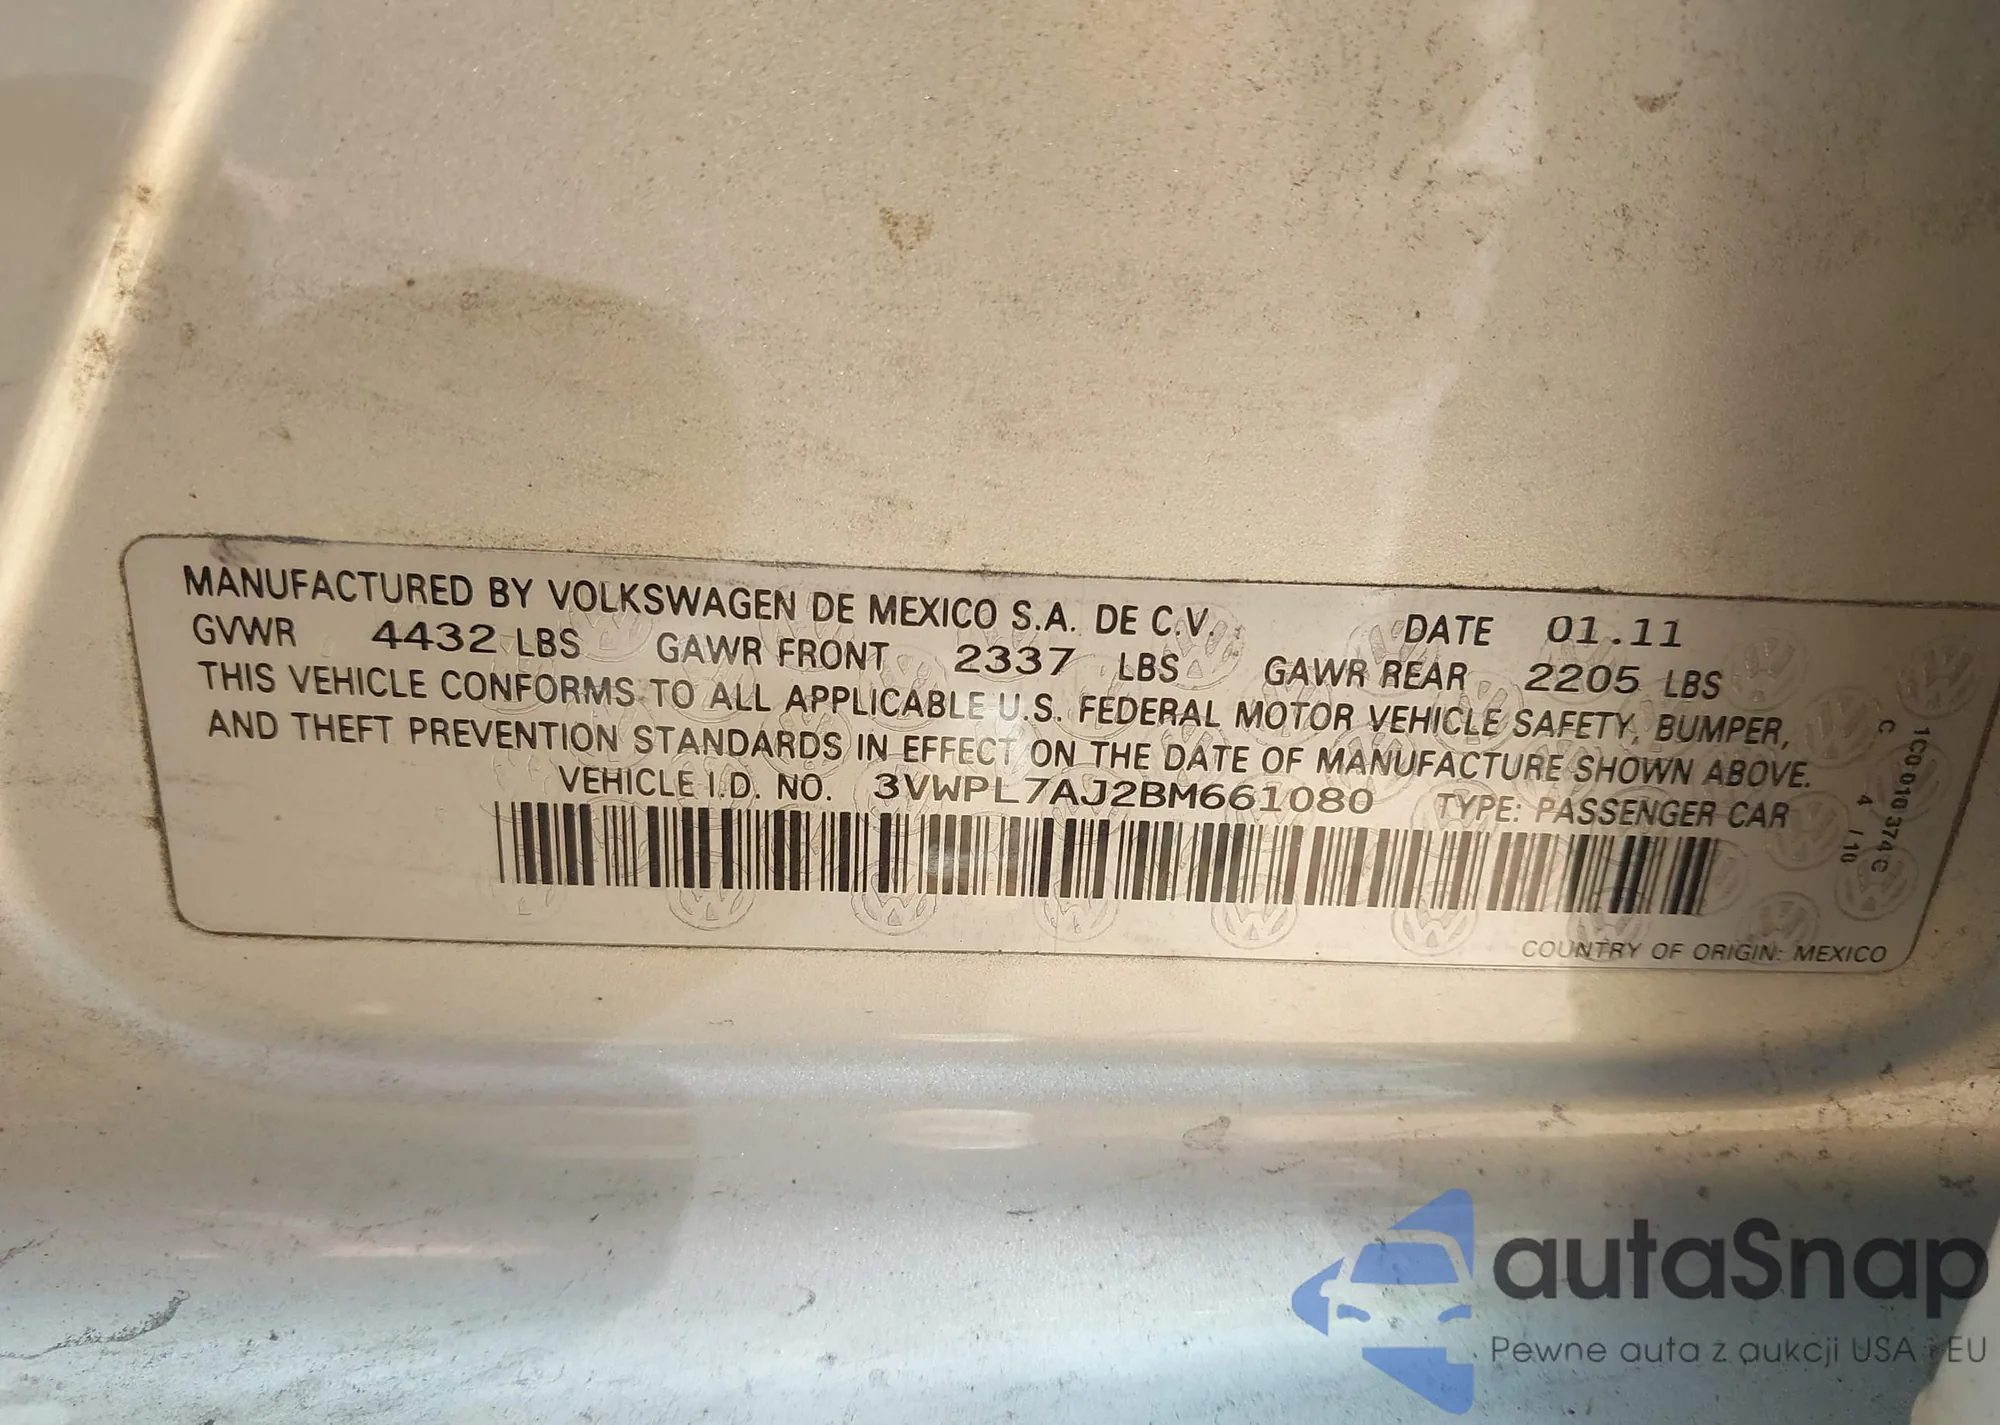 MANUFACTURED BY VOLKSWAGEN DE MEXICO S.A. DE C.V. DATE 01.11
GVWR 4432 LBS GAWR FRONT 2337 LBS GAWR REAR 2205 LBS
THIS VEHICLE CONFORMS TO ALL APPLICABLE U.S. FEDERAL MOTOR VEHICLE SAFETY, BUMPER,
AND THEFT PREVENTION STANDARDS IN EFFECT ON THE DATE OF MANUFACTURE SHOWN ABOVE.
VEHICLE I.D. NO. 3VWPL7AJ2BM661080 TYPE: PASSENGER CAR
COUNTRY OF ORIGIN: MEXICO
1C0 010 374 C
C 4 / 10
autaSnap
Pewne auta z aukcji USA i EU